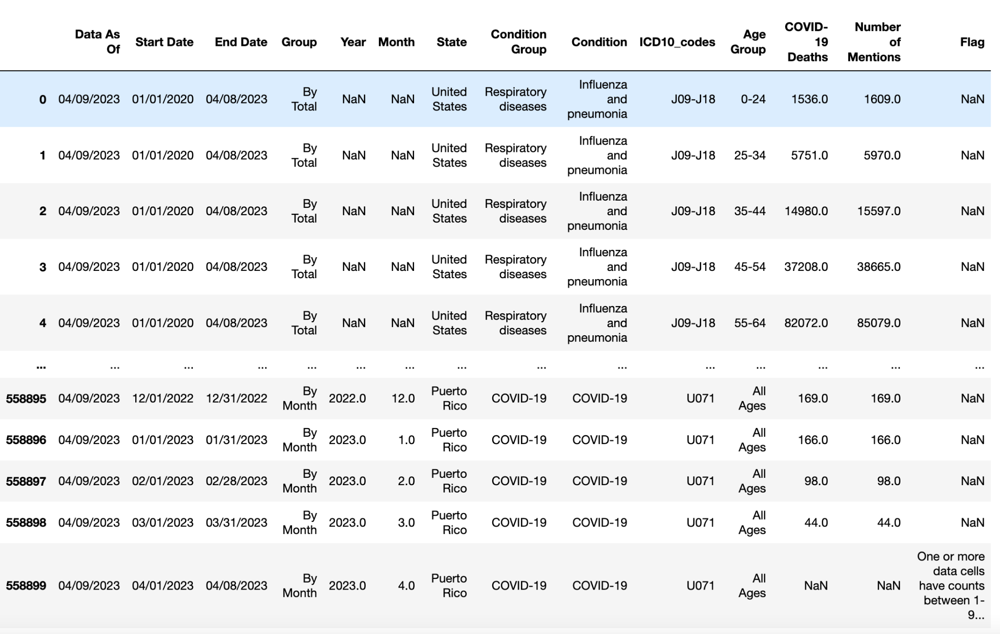 Data As Of Start Date End Date Group Year Month State Condition Group Condition ICD10_codes Age Group COVID-19 Deaths Number of Mentions Flag
0 04/09/2023 01/01/2020 04/08/2023 By Total NaN NaN United States Respiratory diseases Influenza and pneumonia J09-J18 0-24 1536.0 1609.0 NaN
1 04/09/2023 01/01/2020 04/08/2023 By Total NaN NaN United States Respiratory diseases Influenza and pneumonia J09-J18 25-34 5751.0 5970.0 NaN
2 04/09/2023 01/01/2020 04/08/2023 By Total NaN NaN United States Respiratory diseases Influenza and pneumonia J09-J18 35-44 14980.0 15597.0 NaN
3 04/09/2023 01/01/2020 04/08/2023 By Total NaN NaN United States Respiratory diseases Influenza and pneumonia J09-J18 45-54 37208.0 38665.0 NaN
4 04/09/2023 01/01/2020 04/08/2023 By Total NaN NaN United States Respiratory diseases Influenza and pneumonia J09-J18 55-64 82072.0 85079.0 NaN
... ... ... ... ... ... ... ... ... ... ... ... ... ... ...
558895 04/09/2023 12/01/2022 12/31/2022 By Month 2022.0 12.0 Puerto Rico COVID-19 COVID-19 U071 All Ages 169.0 169.0 NaN
558896 04/09/2023 01/01/2023 01/31/2023 By Month 2023.0 1.0 Puerto Rico COVID-19 COVID-19 U071 All Ages 166.0 166.0 NaN
558897 04/09/2023 02/01/2023 02/28/2023 By Month 2023.0 2.0 Puerto Rico COVID-19 COVID-19 U071 All Ages 98.0 98.0 NaN
558898 04/09/2023 03/01/2023 03/31/2023 By Month 2023.0 3.0 Puerto Rico COVID-19 COVID-19 U071 All Ages 44.0 44.0 NaN
558899 04/09/2023 04/01/2023 04/08/2023 By Month 2023.0 4.0 Puerto Rico COVID-19 COVID-19 U071 All Ages NaN NaN One or more data cells have counts between 1-9...